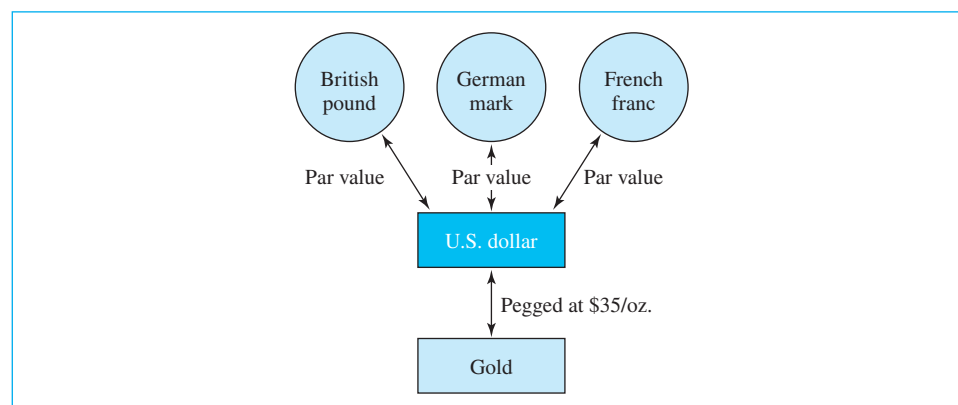 British
pound
German
mark
French
franc
Par value
Par value
Par value
U.S. dollar
Pegged at $35/oz.
Gold